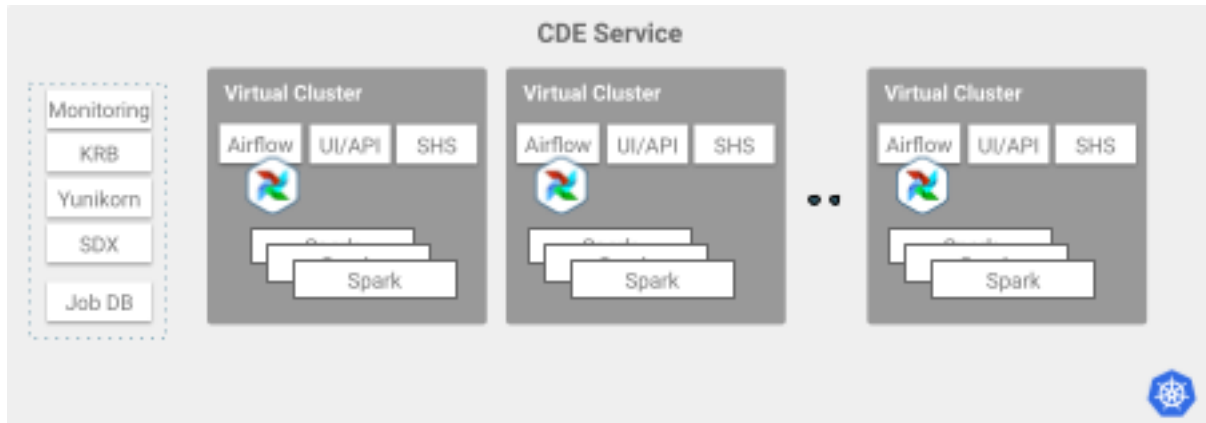 CDE Service
Monitoring
KRB
Yunikorn
SDX
Job DB
Virtual Cluster
Airflow UI/API SHS
Spark
Virtual Cluster
Airflow UI/API SHS
Spark
Virtual Cluster
Airflow UI/API SHS
Spark